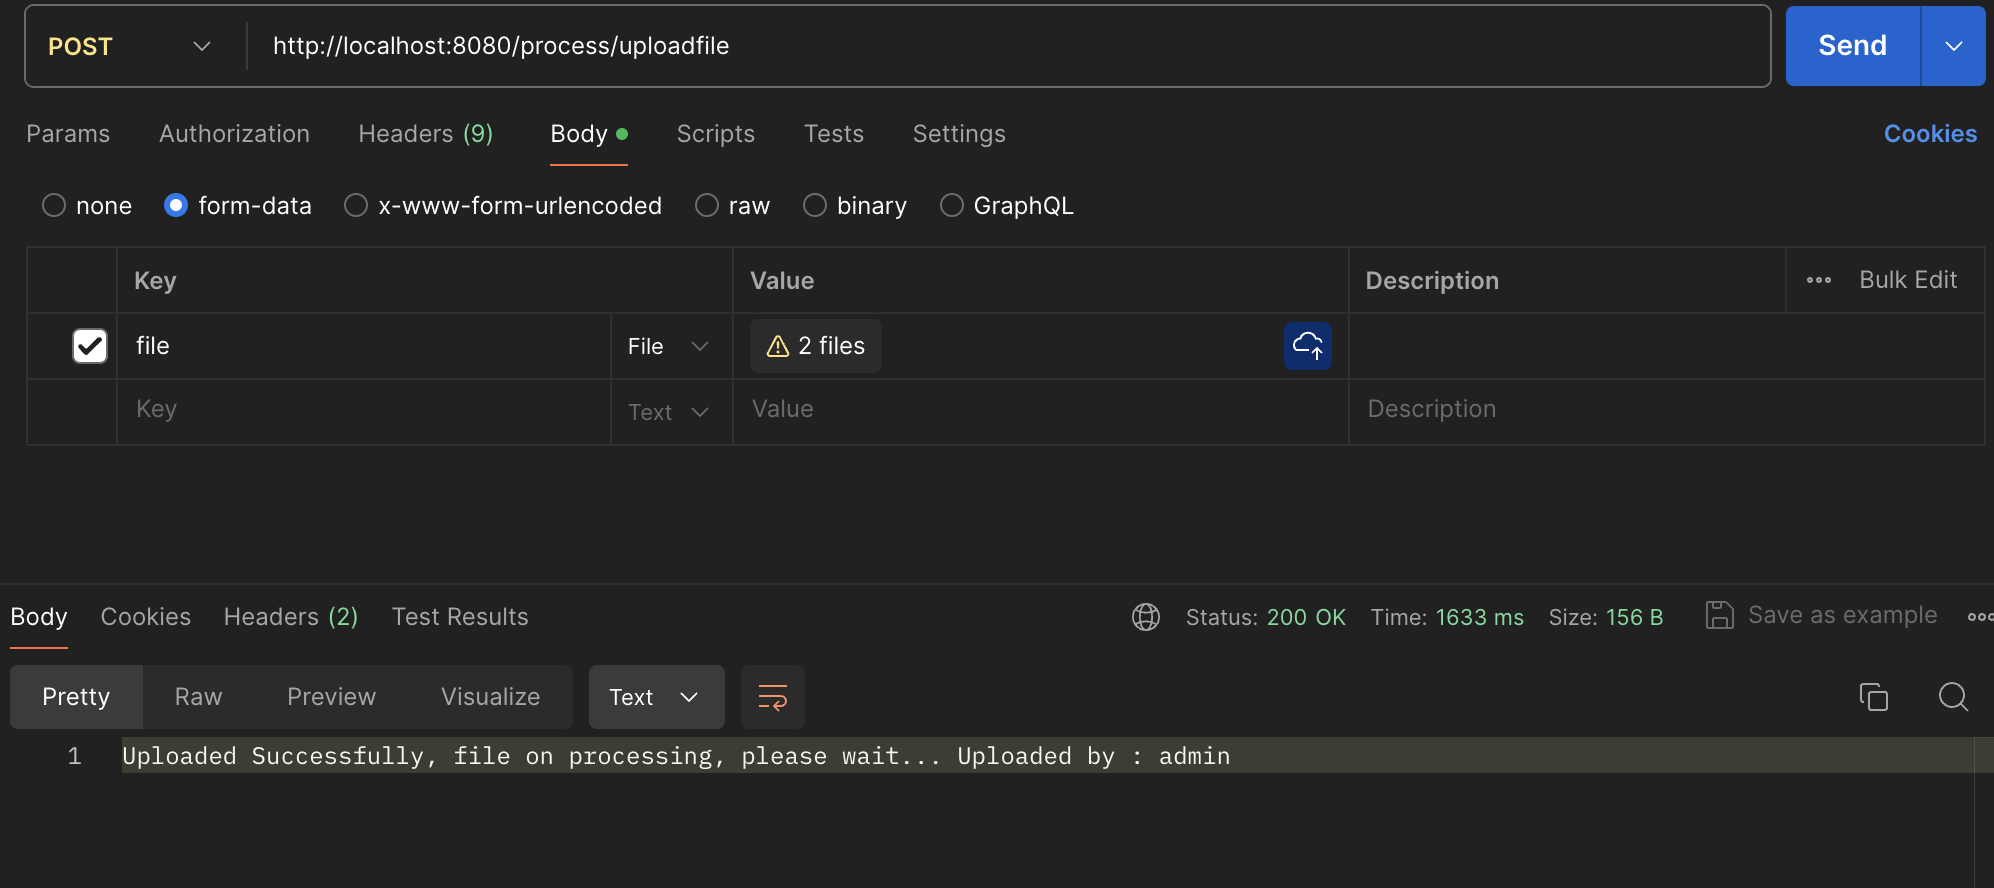 POST http://localhost:8080/process/uploadfile Send
Params Authorization Headers (9) Body Scripts Tests Settings Cookies
none form-data x-www-form-urlencoded raw binary GraphQL
Key Value Description Bulk Edit
file File 2 files
Key Text Value Description
Body Cookies Headers (2) Test Results Status: 200 OK Time: 1633 ms Size: 156 B Save as example
Pretty Raw Preview Visualize Text
1 Uploaded Successfully, file on processing, please wait... Uploaded by : admin